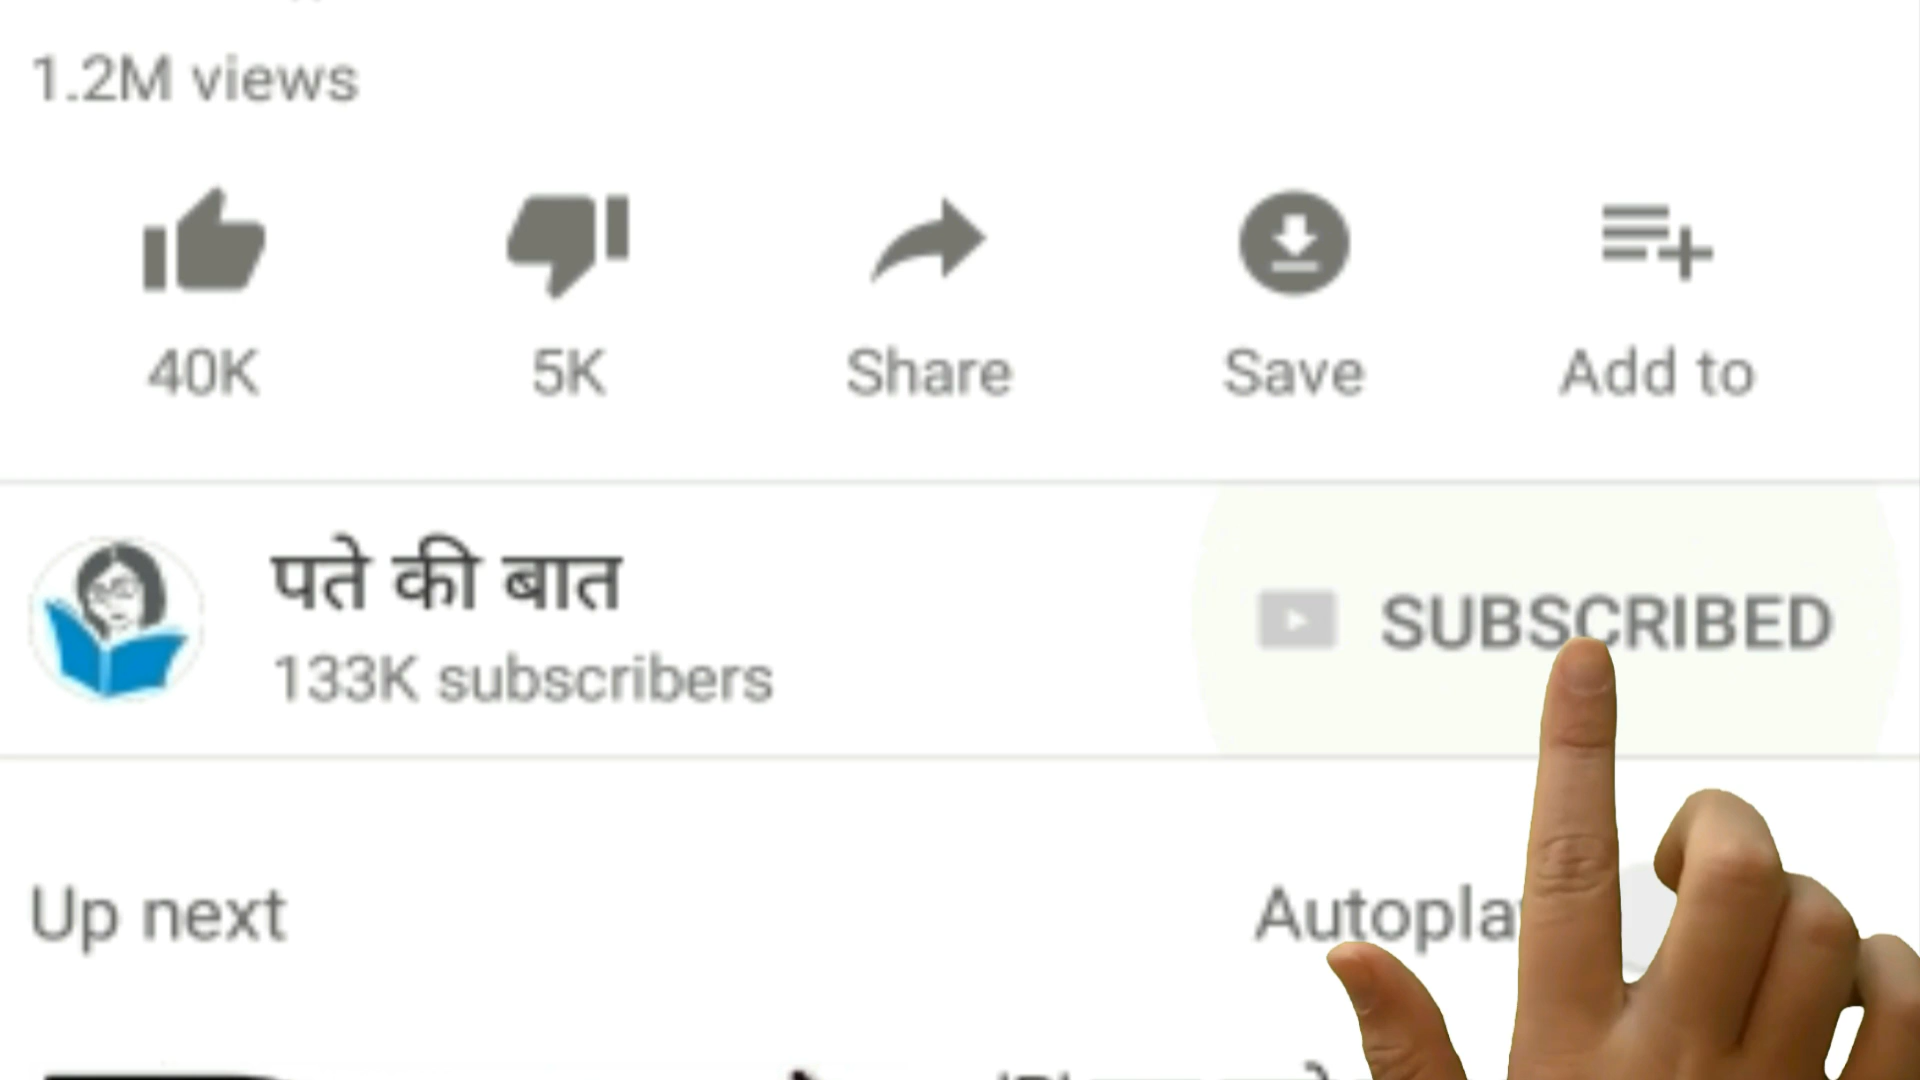 1.2M views
40K 5K Share Save Add to
पते की बात
133K subscribers
SUBSCRIBED
Up next